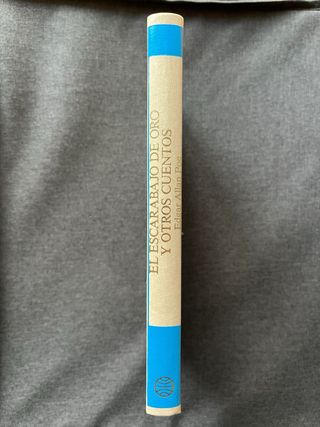 EL ESCARABAJO DE ORO
Y OTROS CUENTOS
Edgar Allan Poe